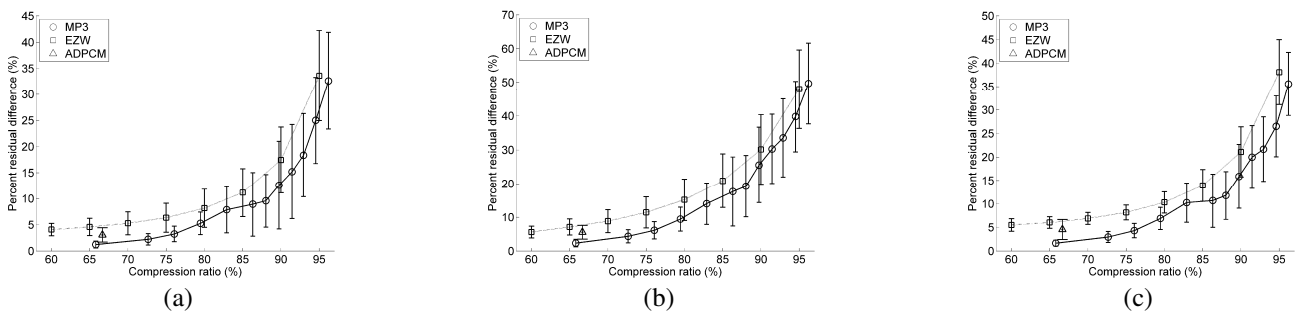 45
40
35
30
25
20
15
10
5
0
Percent residual difference (%)
MP3
EZW
ADPCM
60 65 70 75 80 85 90 95
Compression ratio (%)
(a)
70
60
50
40
30
20
10
0
Percent residual difference (%)
MP3
EZW
ADPCM
60 65 70 75 80 85 90 95
Compression ratio (%)
(b)
50
45
40
35
30
25
20
15
10
5
0
Percent residual difference (%)
MP3
EZW
ADPCM
60 65 70 75 80 85 90 95
Compression ratio (%)
(c)